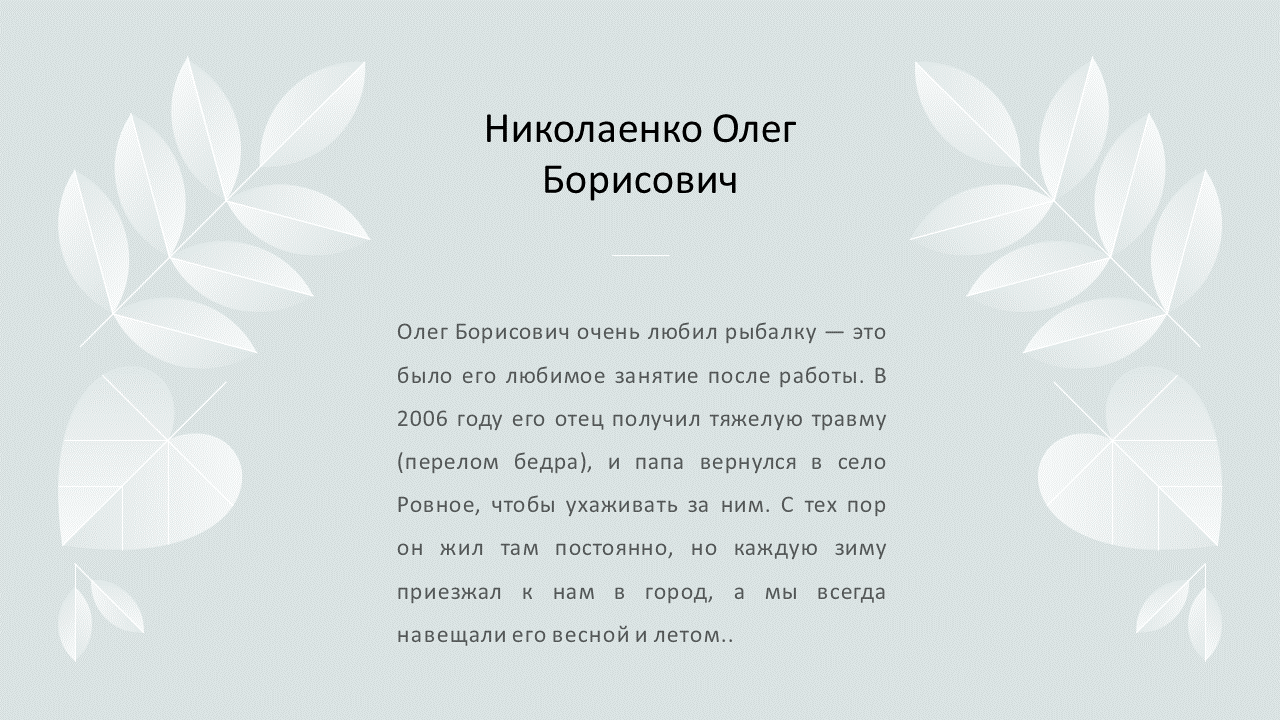 Николаенко Олег
Борисович
Олег Борисович очень любил рыбалку — это
было его любимое занятие после работы. В
2006 году его отец получил тяжелую травму
(перелом бедра), и папа вернулся в село
Ровное, чтобы ухаживать за ним. С тех пор
он жил там постоянно, но каждую зиму
приезжал к нам в город, а мы всегда
навещали его весной и летом..